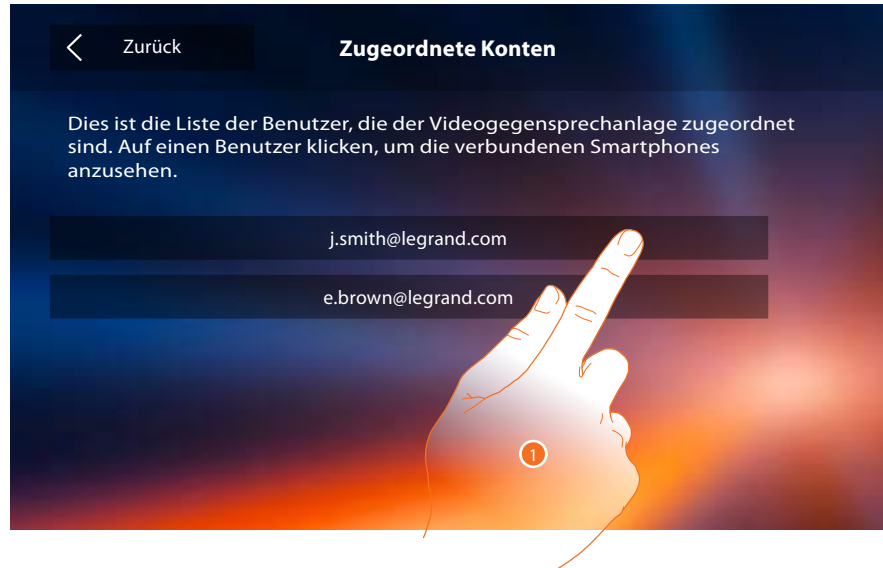 Zurück
Zugeordnete Konten
Dies ist die Liste der Benutzer, die der Videogegensprechanlage zugeordnet
sind. Auf einen Benutzer klicken, um die verbundenen Smartphones
anzusehen.
j.smith@legrand.com
e.brown@legrand.com
1